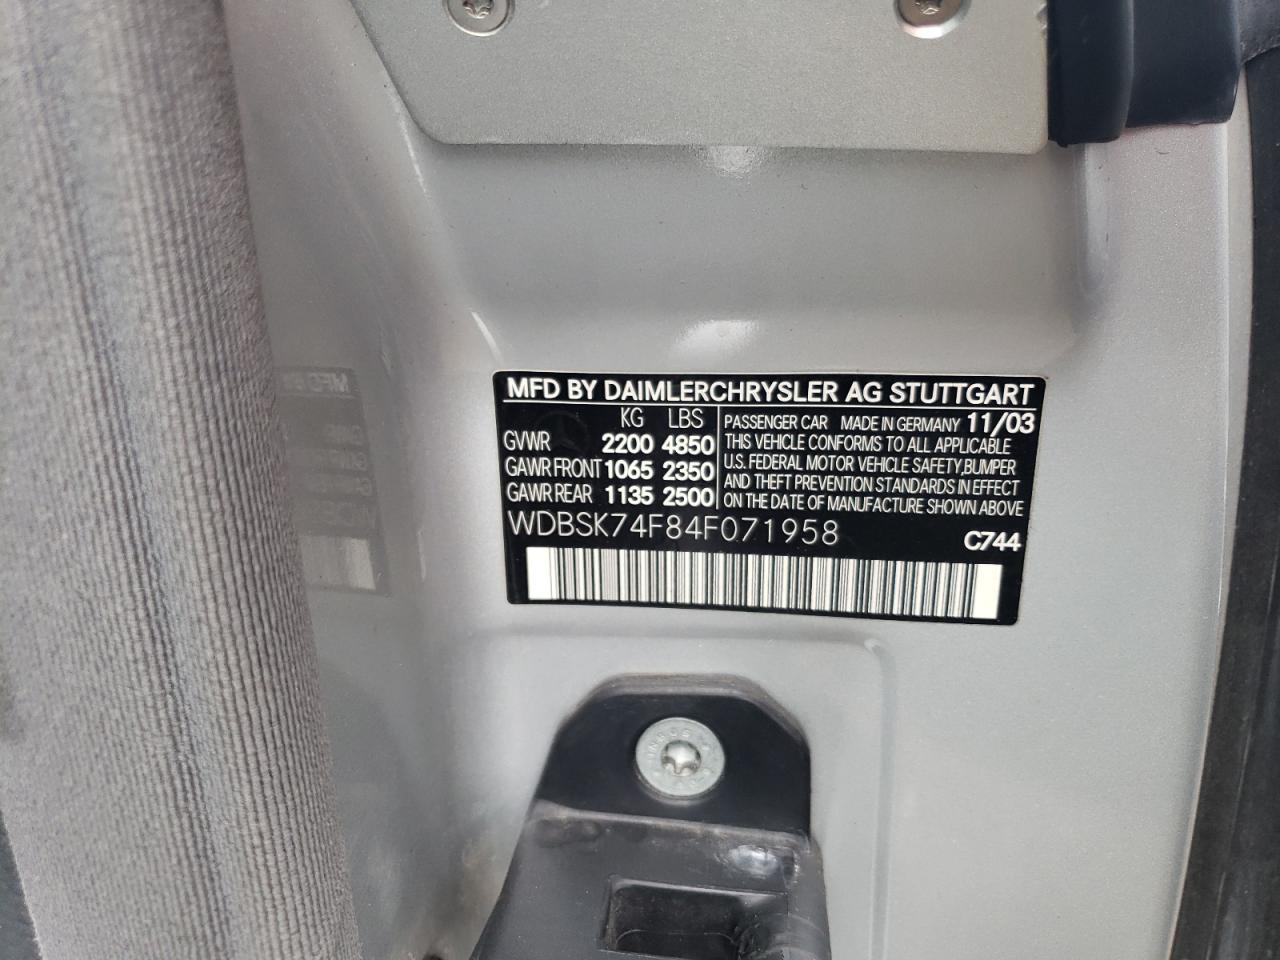 MFD BY DAIMLERCHRYSLER AG STUTTGART
KG LBS
GVWR 2200 4850
GAWR FRONT 1065 2350
GAWR REAR 1135 2500
PASSENGER CAR MADE IN GERMANY 11/03
THIS VEHICLE CONFORMS TO ALL APPLICABLE
U.S. FEDERAL MOTOR VEHICLE SAFETY,BUMPER
AND THEFT PREVENTION STANDARDS IN EFFECT
ON THE DATE OF MANUFACTURE SHOWN ABOVE
WDBSK74F84F071958
C744